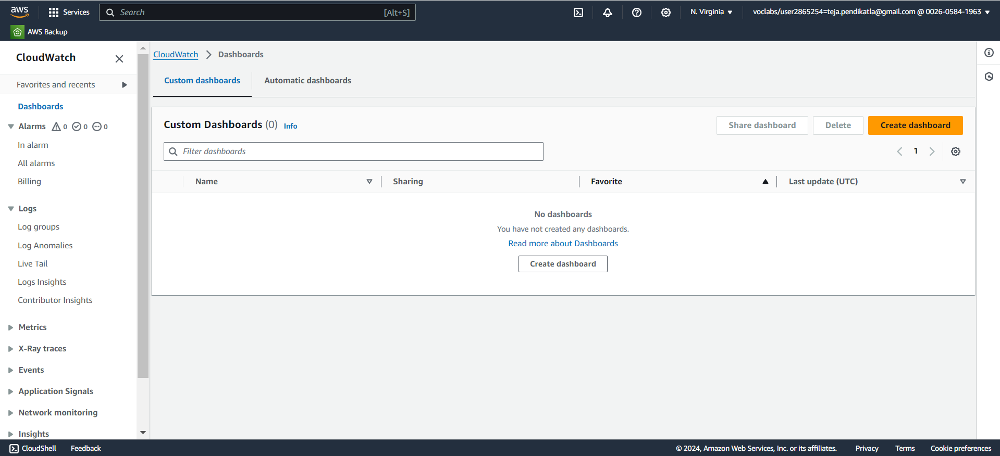 aws
Services
Search
[Alt+S]
N. Virginia
voclabs/user2865254=teja.pendikatla@gmail.com @ 0026-0584-1963
AWS Backup
CloudWatch
Favorites and recents
Dashboards
Alarms 0 0 0
In alarm
All alarms
Billing
Logs
Log groups
Log Anomalies
Live Tail
Logs Insights
Contributor Insights
Metrics
X-Ray traces
Events
Application Signals
Network monitoring
Insights
CloudWatch Dashboards
Custom dashboards
Automatic dashboards
Custom Dashboards (0) Info
Share dashboard
Delete
Create dashboard
Filter dashboards
1
Name
Sharing
Favorite
Last update (UTC)
No dashboards
You have not created any dashboards.
Read more about Dashboards
Create dashboard
CloudShell
Feedback
© 2024, Amazon Web Services, Inc. or its affiliates.
Privacy
Terms
Cookie preferences